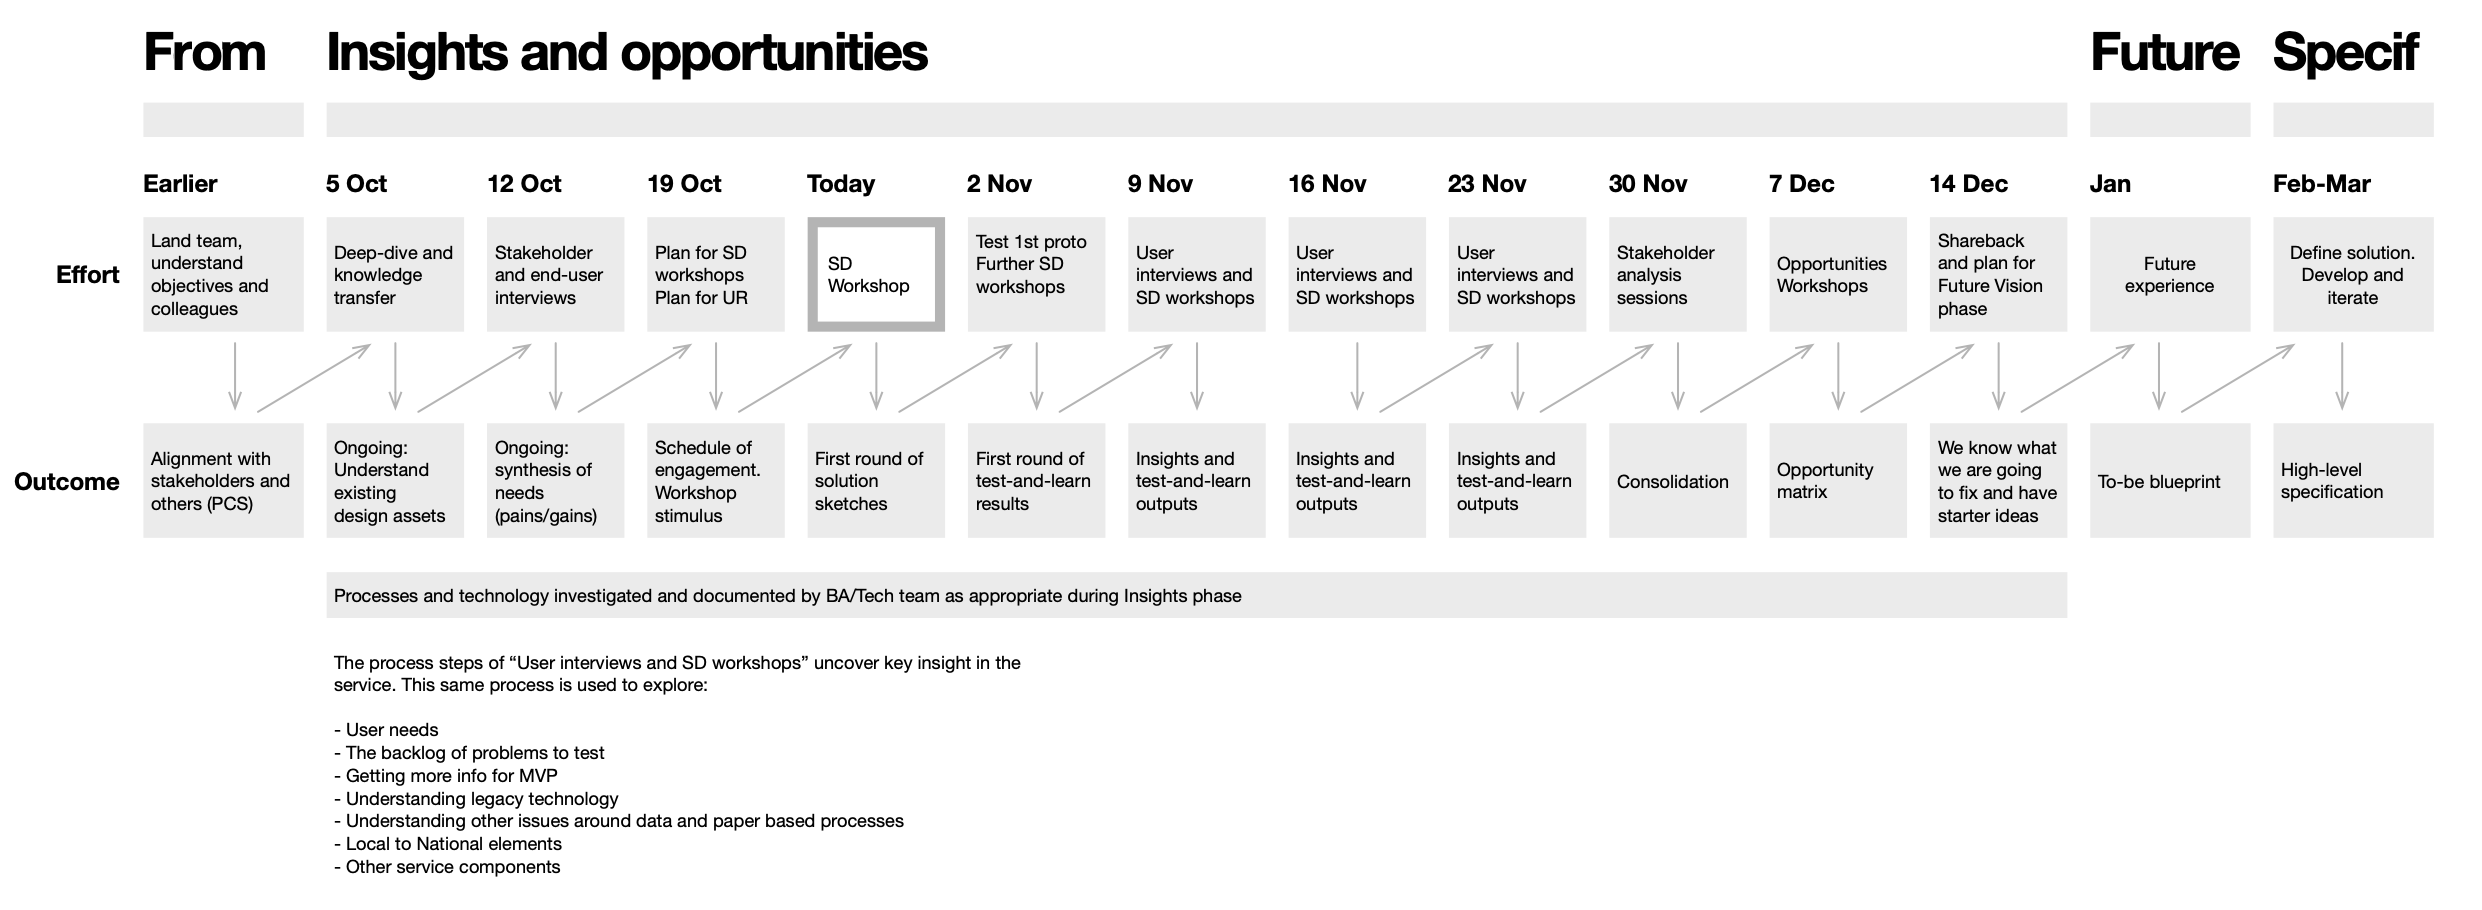 From
Insights and opportunities
Future
Specif
Earlier
5 Oct
12 Oct
19 Oct
Today
2 Nov
9 Nov
16 Nov
23 Nov
30 Nov
7 Dec
14 Dec
Jan
Feb-Mar
Effort
Land team,
understand
objectives and
colleagues
Deep-dive and
knowledge
transfer
Stakeholder
and end-user
interviews
Plan for SD
workshops
Plan for UR
SD
Workshop
Test 1st proto
Further SD
workshops
User
interviews and
SD workshops
User
interviews and
SD workshops
User
interviews and
SD workshops
Stakeholder
analysis
sessions
Opportunities
Workshops
Shareback
and plan for
Future Vision
phase
Future
experience
Define solution.
Develop and
iterate
Outcome
Alignment with
stakeholders and
others (PCS)
Ongoing:
Understand
existing
design assets
Ongoing:
synthesis of
needs
(pains/gains)
Schedule of
engagement.
Workshop
stimulus
First round of
solution
sketches
First round of
test-and-learn
results
Insights and
test-and-learn
outputs
Insights and
test-and-learn
outputs
Insights and
test-and-learn
outputs
Consolidation
Opportunity
matrix
We know what
we are going
to fix and have
starter ideas
To-be blueprint
High-level
specification
Processes and technology investigated and documented by BA/Tech team as appropriate during Insights phase
The process steps of “User interviews and SD workshops” uncover key insight in the
service. This same process is used to explore:
- User needs
- The backlog of problems to test
- Getting more info for MVP
- Understanding legacy technology
- Understanding other issues around data and paper based processes
- Local to National elements
- Other service components